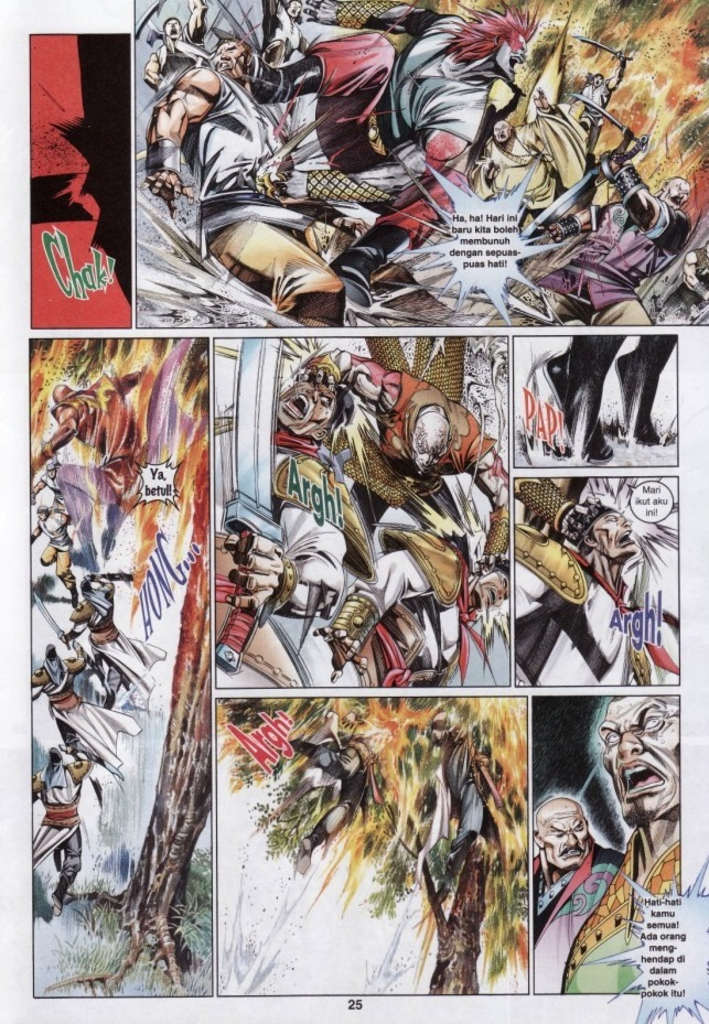 Chak!
Ha, ha! Hari ini
baru kita boleh
membunuh
dengan sepuas-
puas hati!
Ya,
betul!
HONG...
Argh!
PAP!
Mari
ikut aku
ini!
Argh!
Argh!
Hati-hati
kamu
semua!
Ada orang
meng-
hendap di
dalam
pokok-
pokok itu!
25